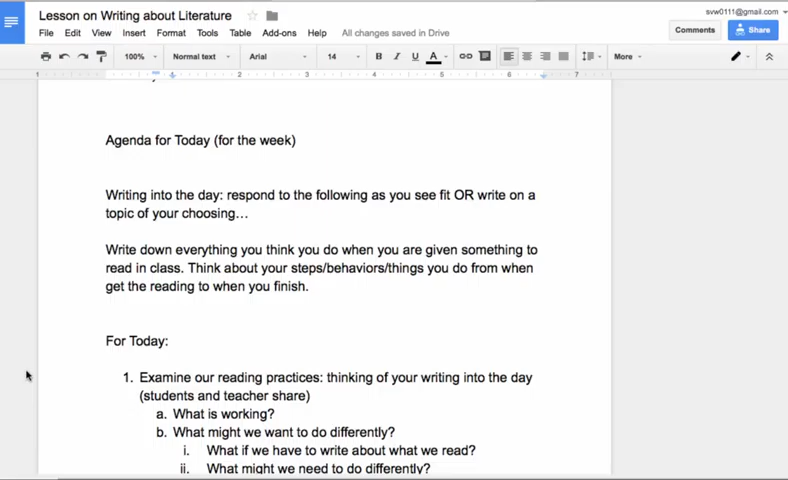 Lesson on Writing about Literature
svw0111@gmail.com
File Edit View Insert Format Tools Table Add-ons Help All changes saved in Drive
Comments Share
100% Normal text Arial 14 B I U A More
1 2 3 4 5 6 7
Agenda for Today (for the week)
Writing into the day: respond to the following as you see fit OR write on a
topic of your choosing…
Write down everything you think you do when you are given something to
read in class. Think about your steps/behaviors/things you do from when
get the reading to when you finish.
For Today:
1. Examine our reading practices: thinking of your writing into the day
(students and teacher share)
a. What is working?
b. What might we want to do differently?
i. What if we have to write about what we read?
ii. What might we need to do differently?